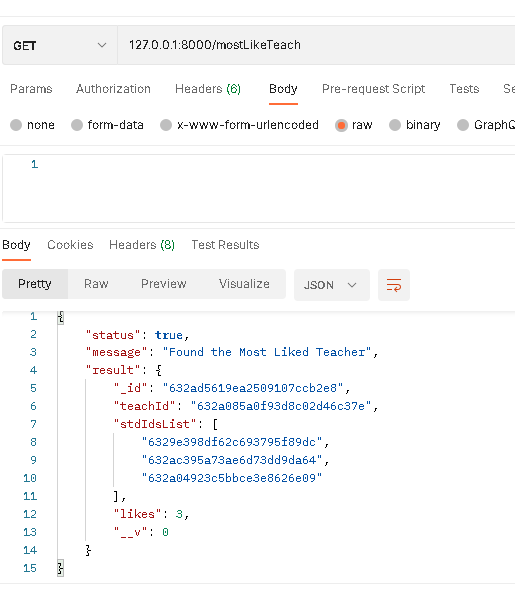 GET 127.0.0.1:8000/mostLikeTeach
Params Authorization Headers (6) Body Pre-request Script Tests Se
none form-data x-www-form-urlencoded raw binary GraphQ
1
Body Cookies Headers (8) Test Results
Pretty Raw Preview Visualize JSON
1 {
2 "status": true,
3 "message": "Found the Most Liked Teacher",
4 "result": {
5 "_id": "632ad5619ea2509107ccb2e8",
6 "teachId": "632a085a0f93d8c02d46c37e",
7 "stdIdsList": [
8 "6329e398df62c693795f89dc",
9 "632ac395a73ae6d73dd9da64",
10 "632a04923c5bbce3e8626e09"
11 ],
12 "likes": 3,
13 "__v": 0
14 }
15 }